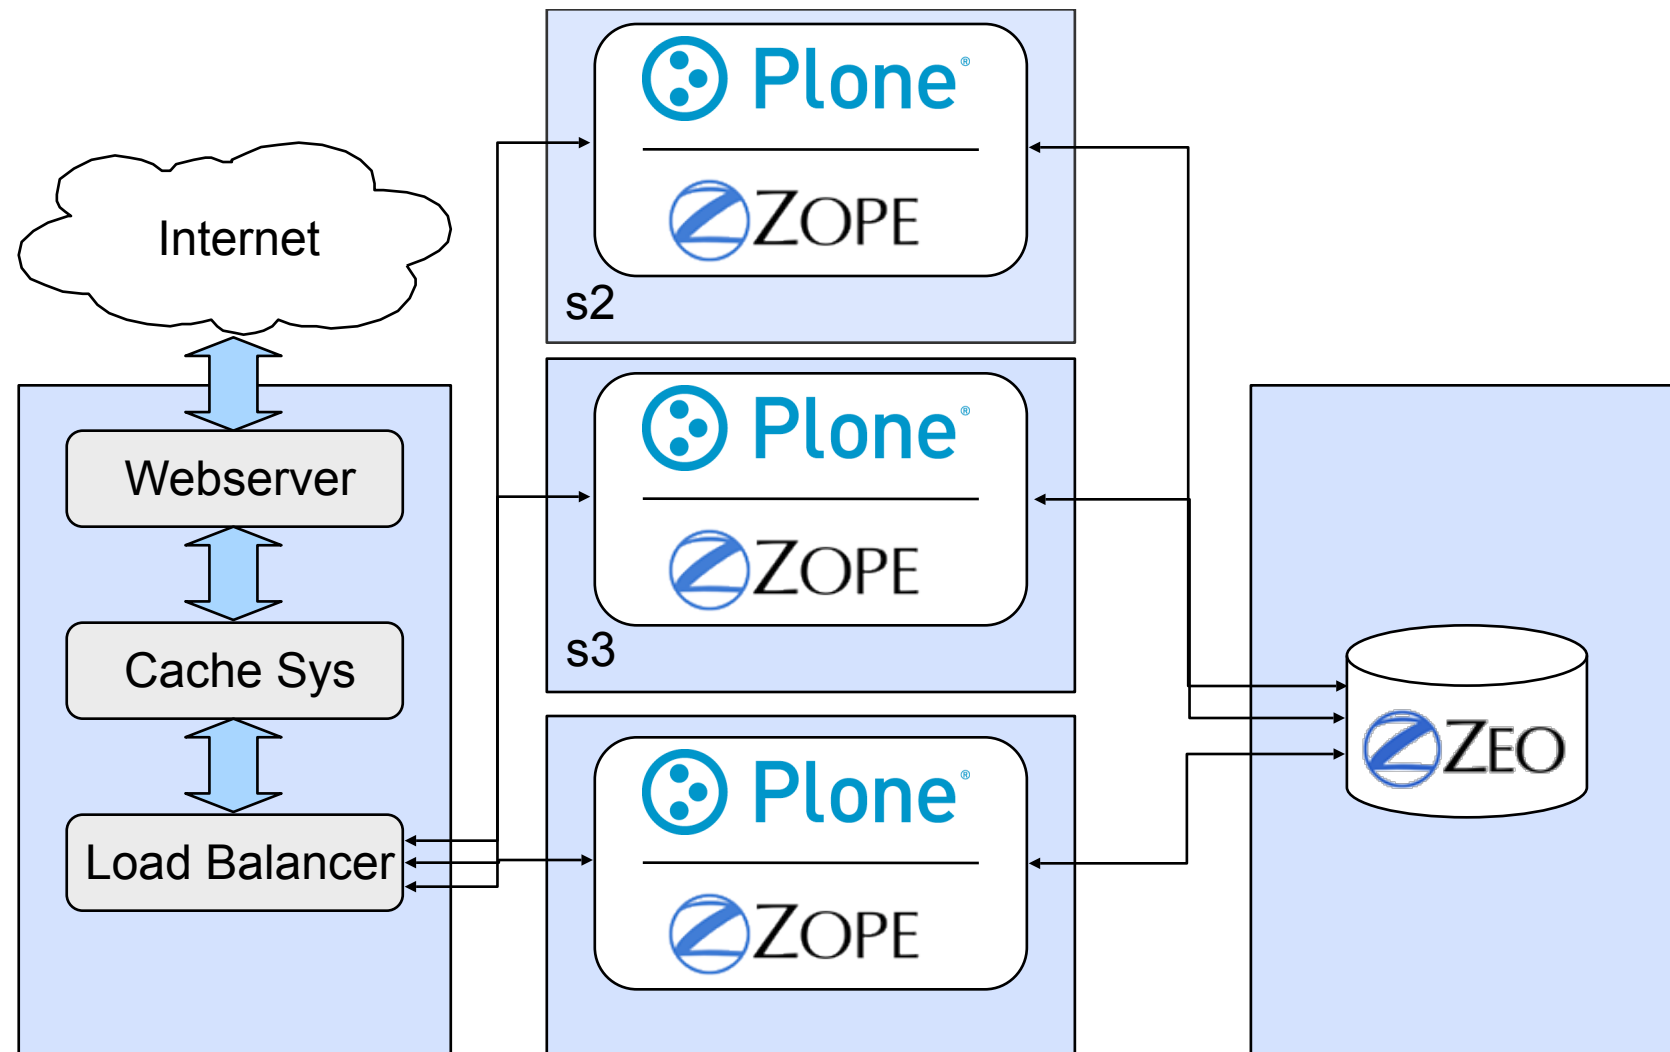 Internet
Webserver
Cache Sys
Load Balancer
Plone®
ZOPE
s2
Plone®
ZOPE
s3
Plone®
ZOPE
ZEO